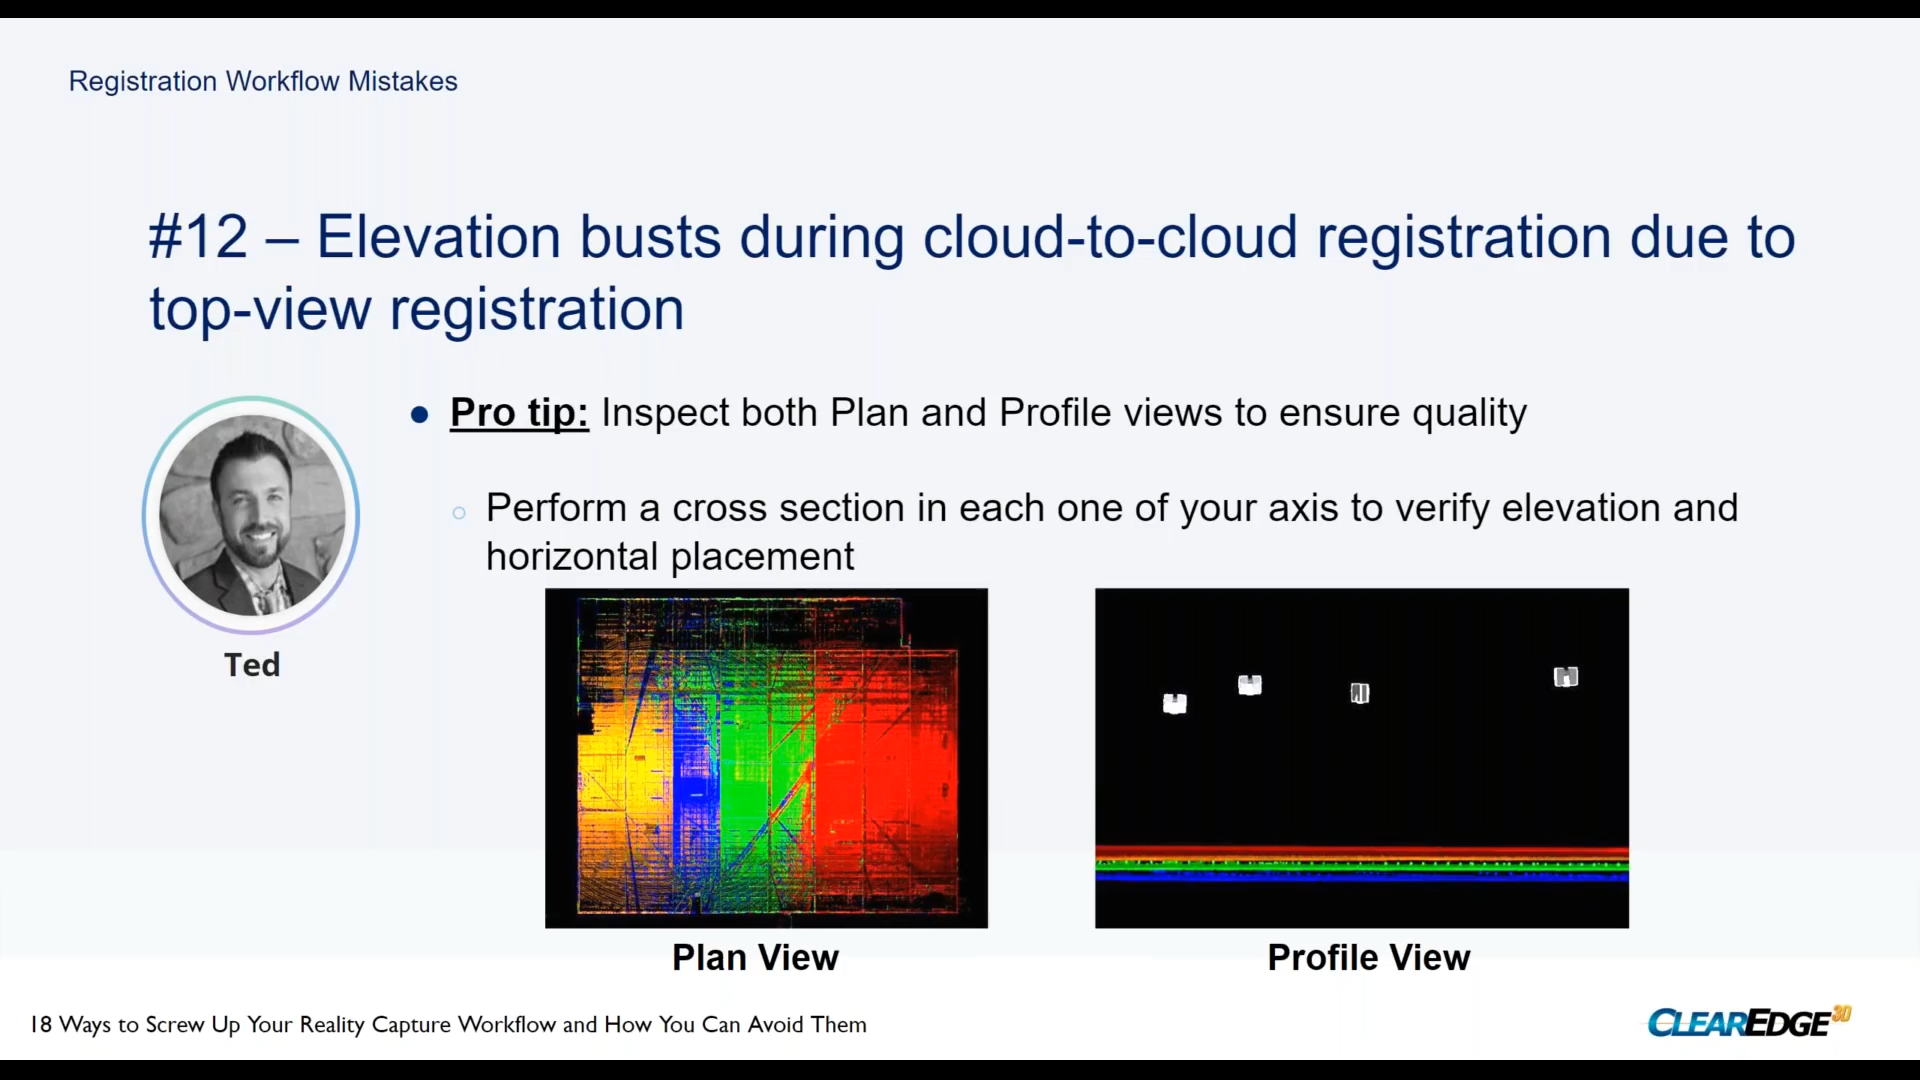 Registration Workflow Mistakes
#12 – Elevation busts during cloud-to-cloud registration due to
top-view registration
Pro tip: Inspect both Plan and Profile views to ensure quality
Perform a cross section in each one of your axis to verify elevation and
horizontal placement
Ted
Plan View
Profile View
18 Ways to Screw Up Your Reality Capture Workflow and How You Can Avoid Them
CLEAREDGE3D